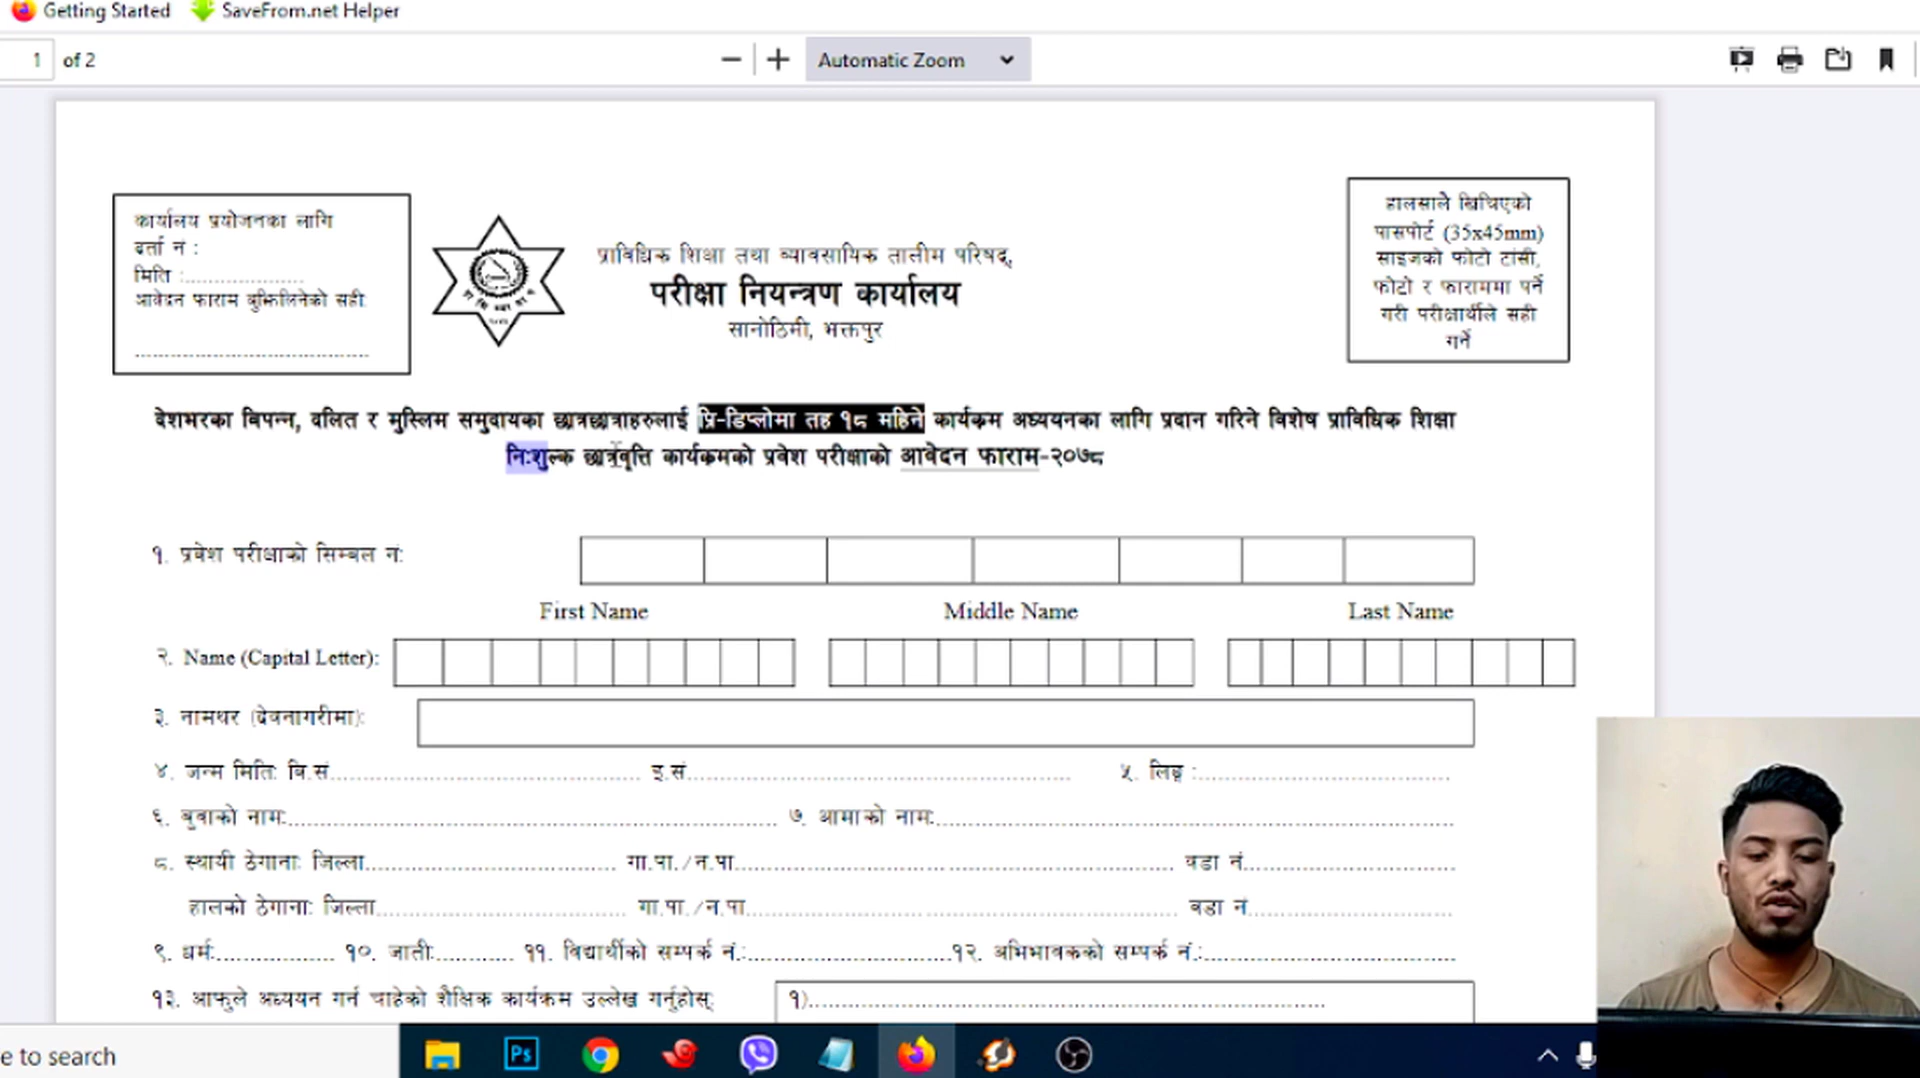 Getting Started SaveFrom.net Helper
1 of 2 Automatic Zoom
कार्यालय प्रयोजनका लागि
दर्ता नं :
मिति :....................
आवेदन फाराम बुझिलिनेको सही:
प्राविधिक शिक्षा तथा व्यावसायिक तालीम परिषद्,
परीक्षा नियन्त्रण कार्यालय
सानोठिमी, भक्तपुर
हालसालै खिचिएको
पासपोर्ट (35x45mm)
साइजको फोटो टाँसी,
फोटो र फाराममा पर्ने
गरी परीक्षार्थीले सही
गर्ने
देशभरका विपन्न, दलित र मुस्लिम समुदायका छात्रछात्राहरुलाई प्रि-डिप्लोमा तह १८ महिने कार्यक्रम अध्ययनका लागि प्रदान गरिने विशेष प्राविधिक शिक्षा
नि:शुल्क छात्रवृत्ति कार्यक्रमको प्रवेश परीक्षाको आवेदन फाराम-२०७८
१. प्रवेश परीक्षाको सिम्बल नं:
First Name Middle Name Last Name
२. Name (Capital Letter):
३. नामथर (देवनागरीमा):
४. जन्म मिति: वि.सं.................... इ.सं.................... ५. लिङ्ग :....................
६. बुवाको नाम:.................... ७. आमाको नाम:....................
८. स्थायी ठेगाना: जिल्ला.................... गा.पा./न.पा.................... वडा नं....................
हालको ठेगाना: जिल्ला.................... गा.पा./न.पा.................... वडा नं....................
९. धर्म:.................... १०. जाती:.................... ११. विद्यार्थीको सम्पर्क नं.:.................... १२. अभिभावकको सम्पर्क नं.:....................
१३. आफुले अध्ययन गर्न चाहेको शैक्षिक कार्यक्रम उल्लेख गर्नुहोस्: १)....................
e to search
Ps